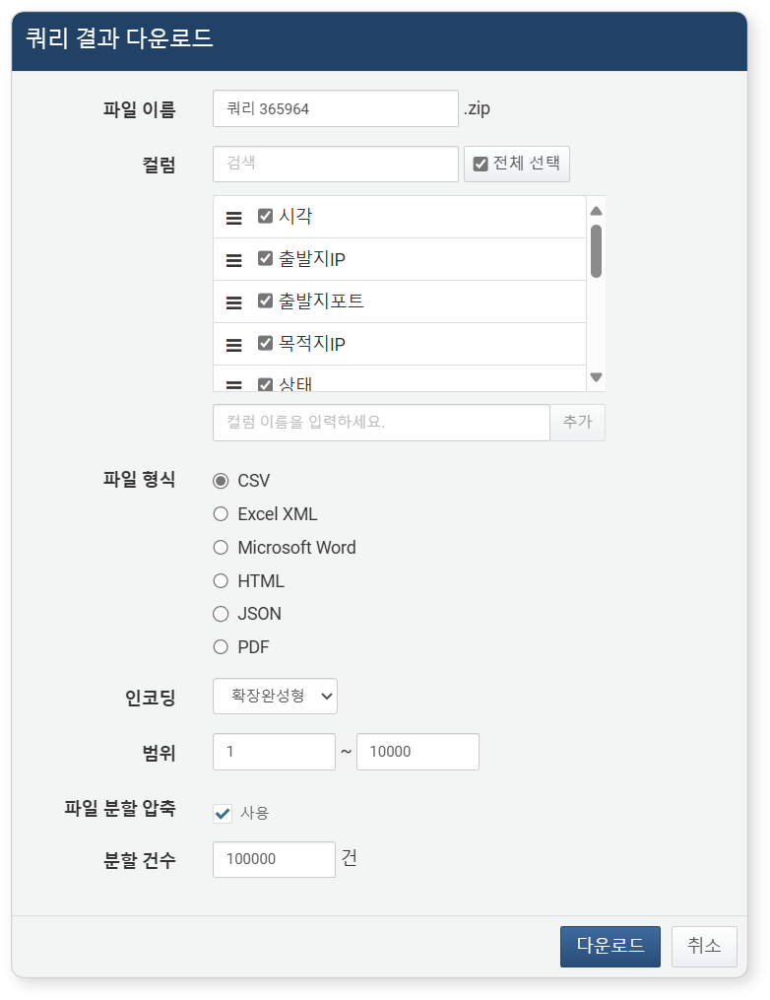 쿼리 결과 다운로드
파일 이름 쿼리 365964 .zip
컬럼 검색 전체 선택
시각
출발지IP
출발지포트
목적지IP
상태
컬럼 이름을 입력하세요. 추가
파일 형식 CSV
Excel XML
Microsoft Word
HTML
JSON
PDF
인코딩 확장완성형
범위 1 ~ 10000
파일 분할 압축 사용
분할 건수 100000 건
다운로드 취소